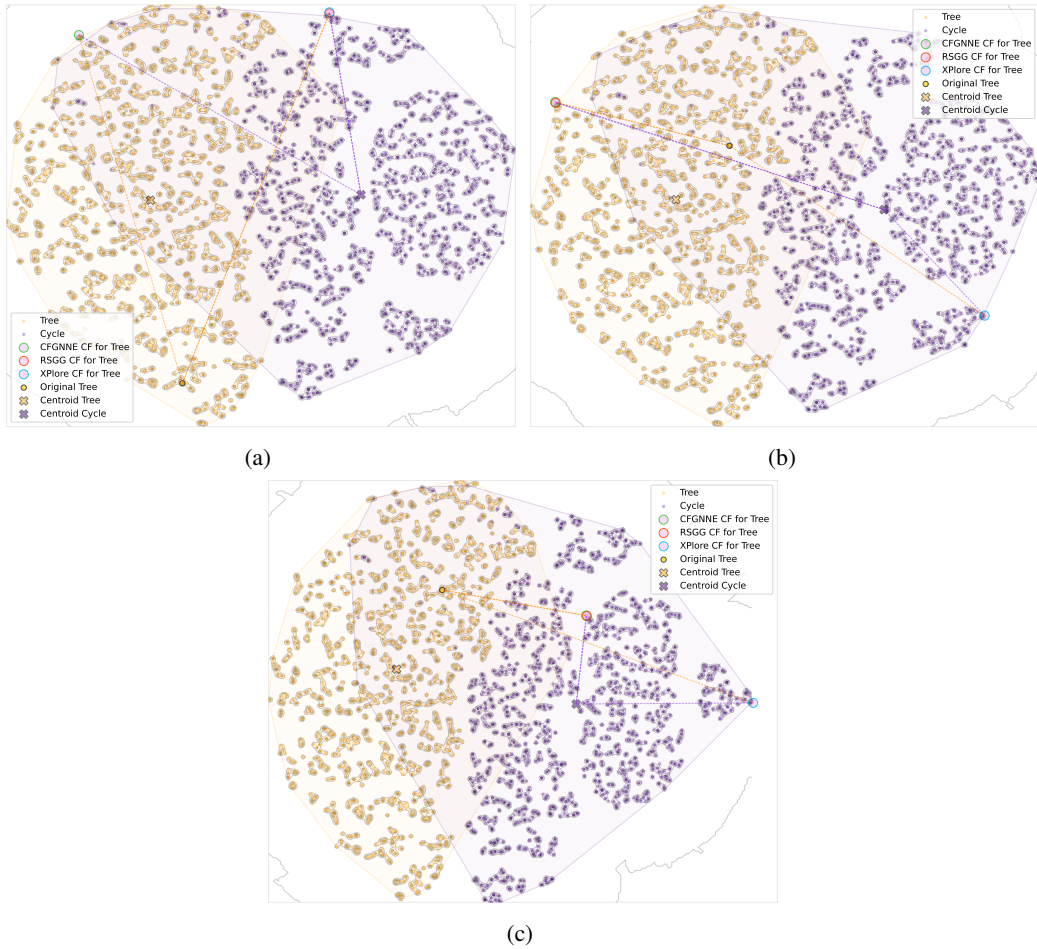 Tree
Cycle
CFGNNE CF for Tree
RSGG CF for Tree
XPlore CF for Tree
Original Tree
Centroid Tree
Centroid Cycle
(a)
Tree
Cycle
CFGNNE CF for Tree
RSGG CF for Tree
XPlore CF for Tree
Original Tree
Centroid Tree
Centroid Cycle
(b)
Tree
Cycle
CFGNNE CF for Tree
RSGG CF for Tree
XPlore CF for Tree
Original Tree
Centroid Tree
Centroid Cycle
(c)